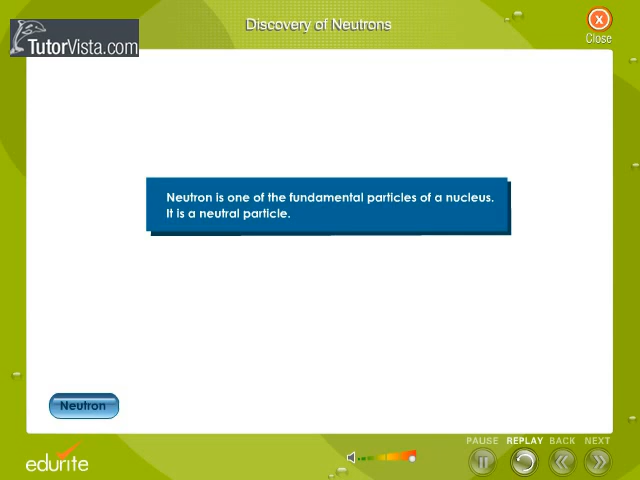 Discovery of Neutrons
TutorVista.com
Close
Neutron is one of the fundamental particles of a nucleus.
It is a neutral particle.
Neutron
PAUSE REPLAY BACK NEXT
edurite